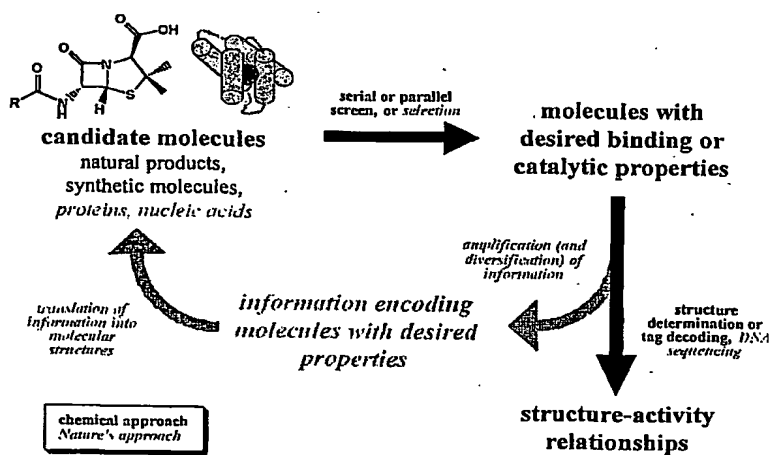 O
OH
O
N
O
R
N
H
H
S
candidate molecules
natural products,
synthetic molecules,
proteins, nucleic acids
serial or parallel
screen, or selection
molecules with
desired binding or
catalytic properties
amplification (and
diversification) of
information
translation of
information into
molecular
structures
information encoding
molecules with desired
properties
structure
determination or
tag decoding, DNA
sequencing
chemical approach
Nature's approach
structure-activity
relationships